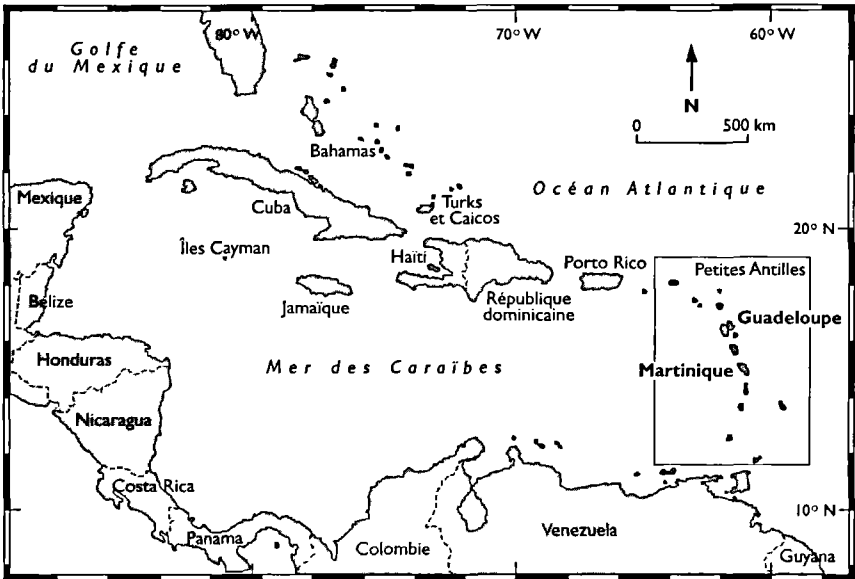 80° W
70° W
60° W
Golfe
du Mexique
N
0 500 km
Bahamas
Océan Atlantique
Mexique
Cuba
Turks
et Caicos
20° N
Îles Cayman
Haïti
Porto Rico
Petites Antilles
Belize
Jamaïque
République
dominicaine
Guadeloupe
Honduras
Mer des Caraïbes
Martinique
Nicaragua
Costa Rica
10° N
Panama
Colombie
Venezuela
Guyana